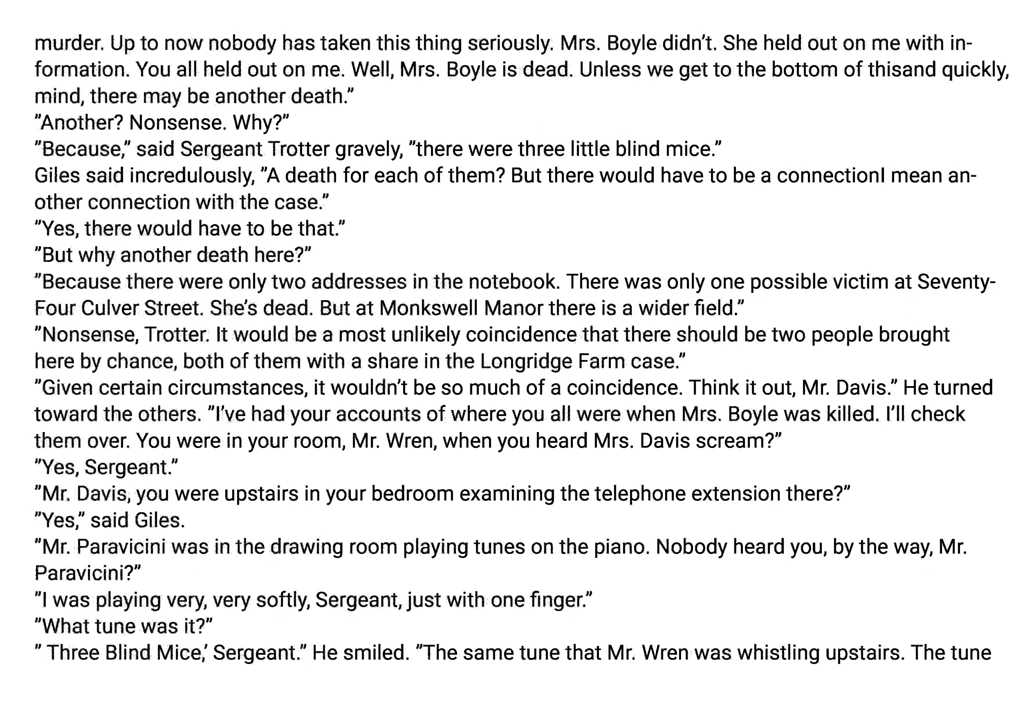 murder. Up to now nobody has taken this thing seriously. Mrs. Boyle didn't. She held out on me with in-
formation. You all held out on me. Well, Mrs. Boyle is dead. Unless we get to the bottom of thisand quickly,
mind, there may be another death.”
”Another? Nonsense. Why?”
”Because,” said Sergeant Trotter gravely, ”there were three little blind mice.”
Giles said incredulously, ”A death for each of them? But there would have to be a connectionI mean an-
other connection with the case.”
”Yes, there would have to be that.”
”But why another death here?”
”Because there were only two addresses in the notebook. There was only one possible victim at Seventy-
Four Culver Street. She's dead. But at Monkswell Manor there is a wider field.”
”Nonsense, Trotter. It would be a most unlikely coincidence that there should be two people brought
here by chance, both of them with a share in the Longridge Farm case.”
”Given certain circumstances, it wouldn't be so much of a coincidence. Think it out, Mr. Davis.” He turned
toward the others. ”I've had your accounts of where you all were when Mrs. Boyle was killed. I'll check
them over. You were in your room, Mr. Wren, when you heard Mrs. Davis scream?”
”Yes, Sergeant.”
”Mr. Davis, you were upstairs in your bedroom examining the telephone extension there?”
”Yes,” said Giles.
”Mr. Paravicini was in the drawing room playing tunes on the piano. Nobody heard you, by the way, Mr.
Paravicini?”
”I was playing very, very softly, Sergeant, just with one finger.”
”What tune was it?”
” Three Blind Mice,' Sergeant.” He smiled. ”The same tune that Mr. Wren was whistling upstairs. The tune